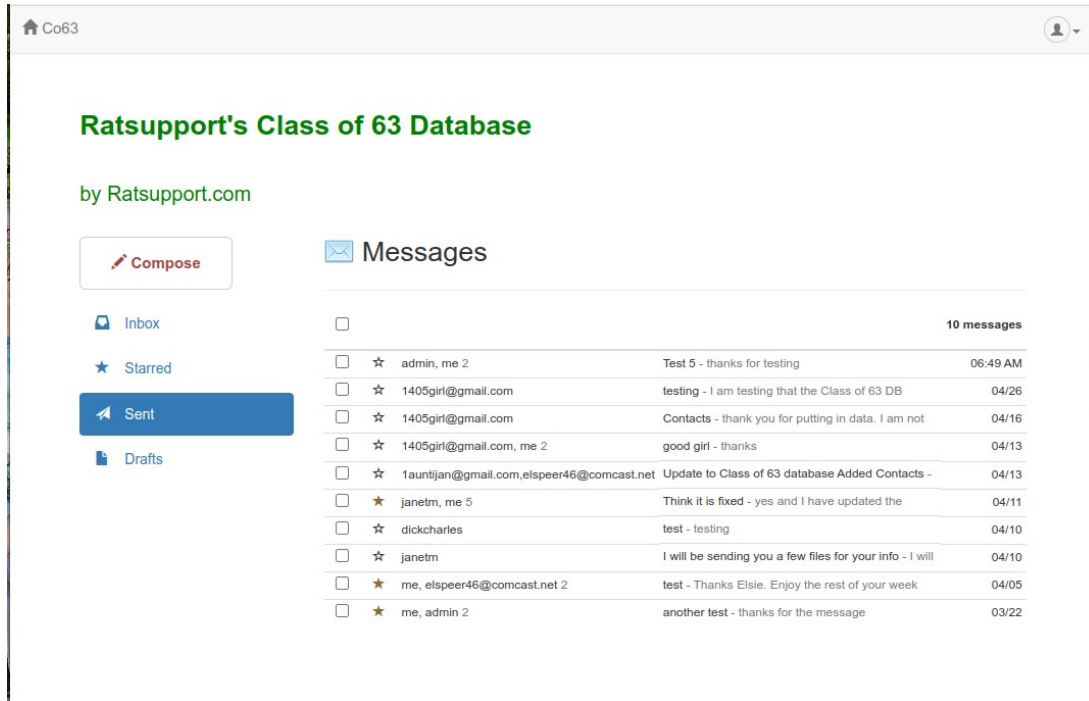 Co63
Ratsupport's Class of 63 Database
by Ratsupport.com
Compose
Messages
Inbox
Starred
Sent
Drafts
10 messages
admin, me 2 Test 5 - thanks for testing 06:49 AM
1405girl@gmail.com testing - I am testing that the Class of 63 DB 04/26
1405girl@gmail.com Contacts - thank you for putting in data. I am not 04/16
1405girl@gmail.com, me 2 good girl - thanks 04/13
1auntijan@gmail.com,elspeer46@comcast.net Update to Class of 63 database Added Contacts - 04/13
janetm, me 5 Think it is fixed - yes and I have updated the 04/11
dickcharles test - testing 04/10
janetm I will be sending you a few files for your info - I will 04/10
me, elspeer46@comcast.net 2 test - Thanks Elsie. Enjoy the rest of your week 04/05
me, admin 2 another test - thanks for the message 03/22